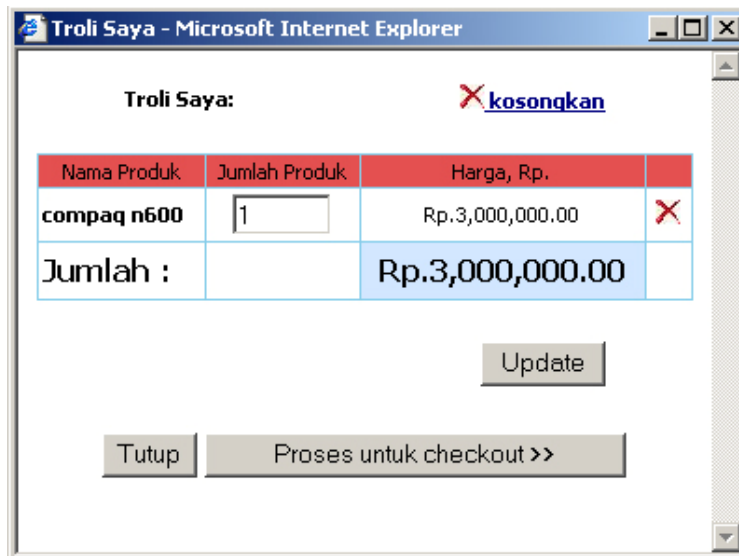 Troli Saya - Microsoft Internet Explorer
Troli Saya: kosongkan
Nama Produk Jumlah Produk Harga, Rp.
compaq n600 1 Rp.3,000,000.00
Jumlah : Rp.3,000,000.00
Update
Tutup Proses untuk checkout >>